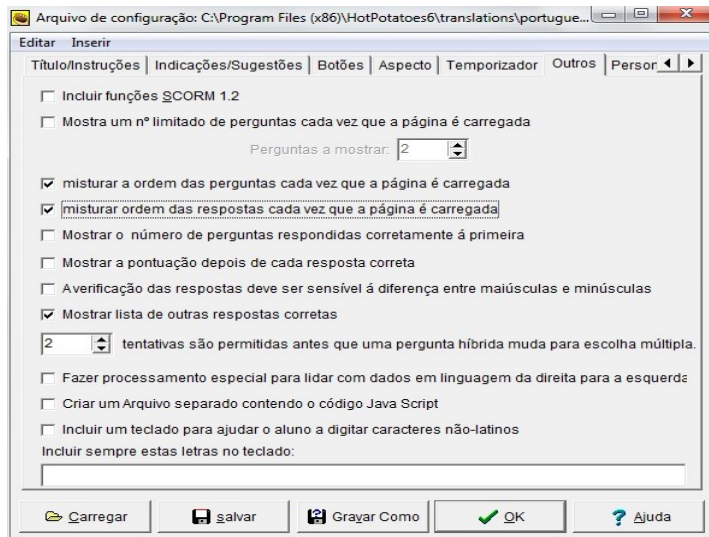 Arquivo de configuração: C:\Program Files (x86)\HotPotatoes6\translations\portugue...
Editar Inserir
Título/Instruções Indicações/Sugestões Botões Aspecto Temporizador Outros Person
Incluir funções SCORM 1.2
Mostra um nº limitado de perguntas cada vez que a página é carregada
Perguntas a mostrar: 2
misturar a ordem das perguntas cada vez que a página é carregada
misturar ordem das respostas cada vez que a página é carregada
Mostrar o número de perguntas respondidas corretamente á primeira
Mostrar a pontuação depois de cada resposta correta
A verificação das respostas deve ser sensível á diferença entre maiúsculas e minúsculas
Mostrar lista de outras respostas corretas
2 tentativas são permitidas antes que uma pergunta híbrida muda para escolha múltipla.
Fazer processamento especial para lidar com dados em linguagem da direita para a esquerda
Criar um Arquivo separado contendo o código Java Script
Incluir um teclado para ajudar o aluno a digitar caracteres não-latinos
Incluir sempre estas letras no teclado:
Carregar salvar Gravar Como OK Ajuda